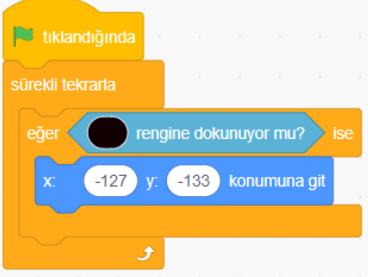 tıklandığında
sürekli tekrarla
eğer rengine dokunuyor mu? ise
x: -127 y: -133 konumuna git